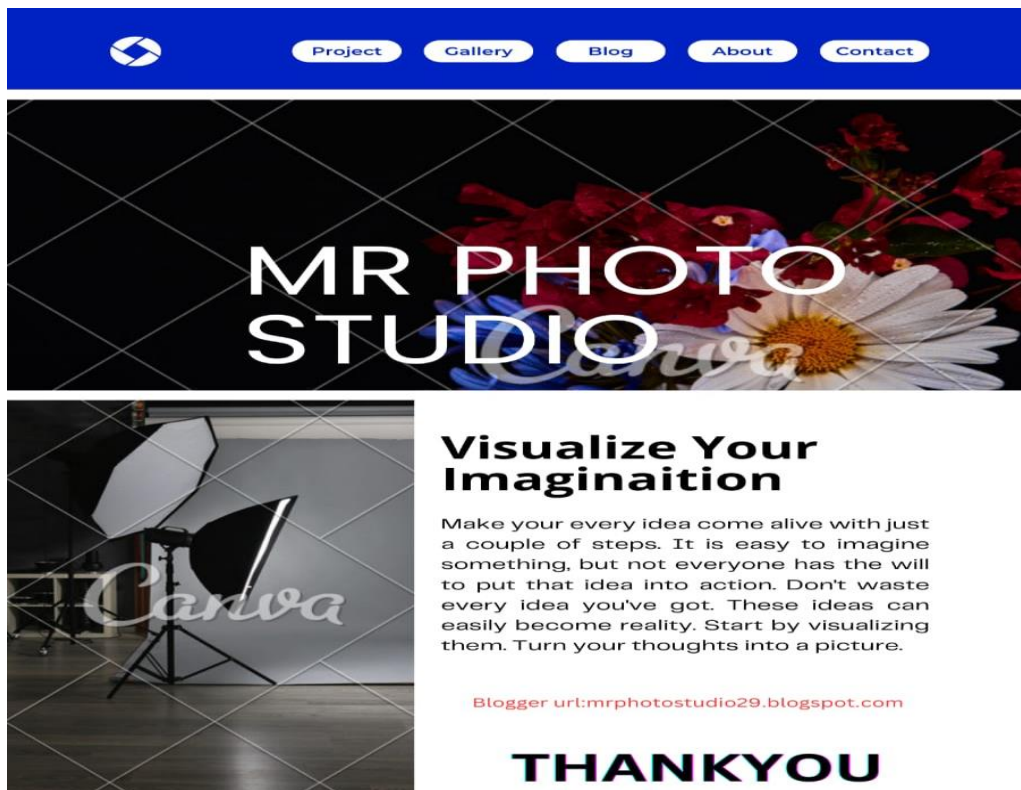 Project
Gallery
Blog
About
Contact
MR PHOTO
STUDIO
Canva
Visualize Your
Imaginaition
Make your every idea come alive with just
a couple of steps. It is easy to imagine
something, but not everyone has the will
to put that idea into action. Don't waste
every idea you've got. These ideas can
easily become reality. Start by visualizing
them. Turn your thoughts into a picture.
Canva
Blogger url:mrphotostudio29.blogspot.com
THANKYOU